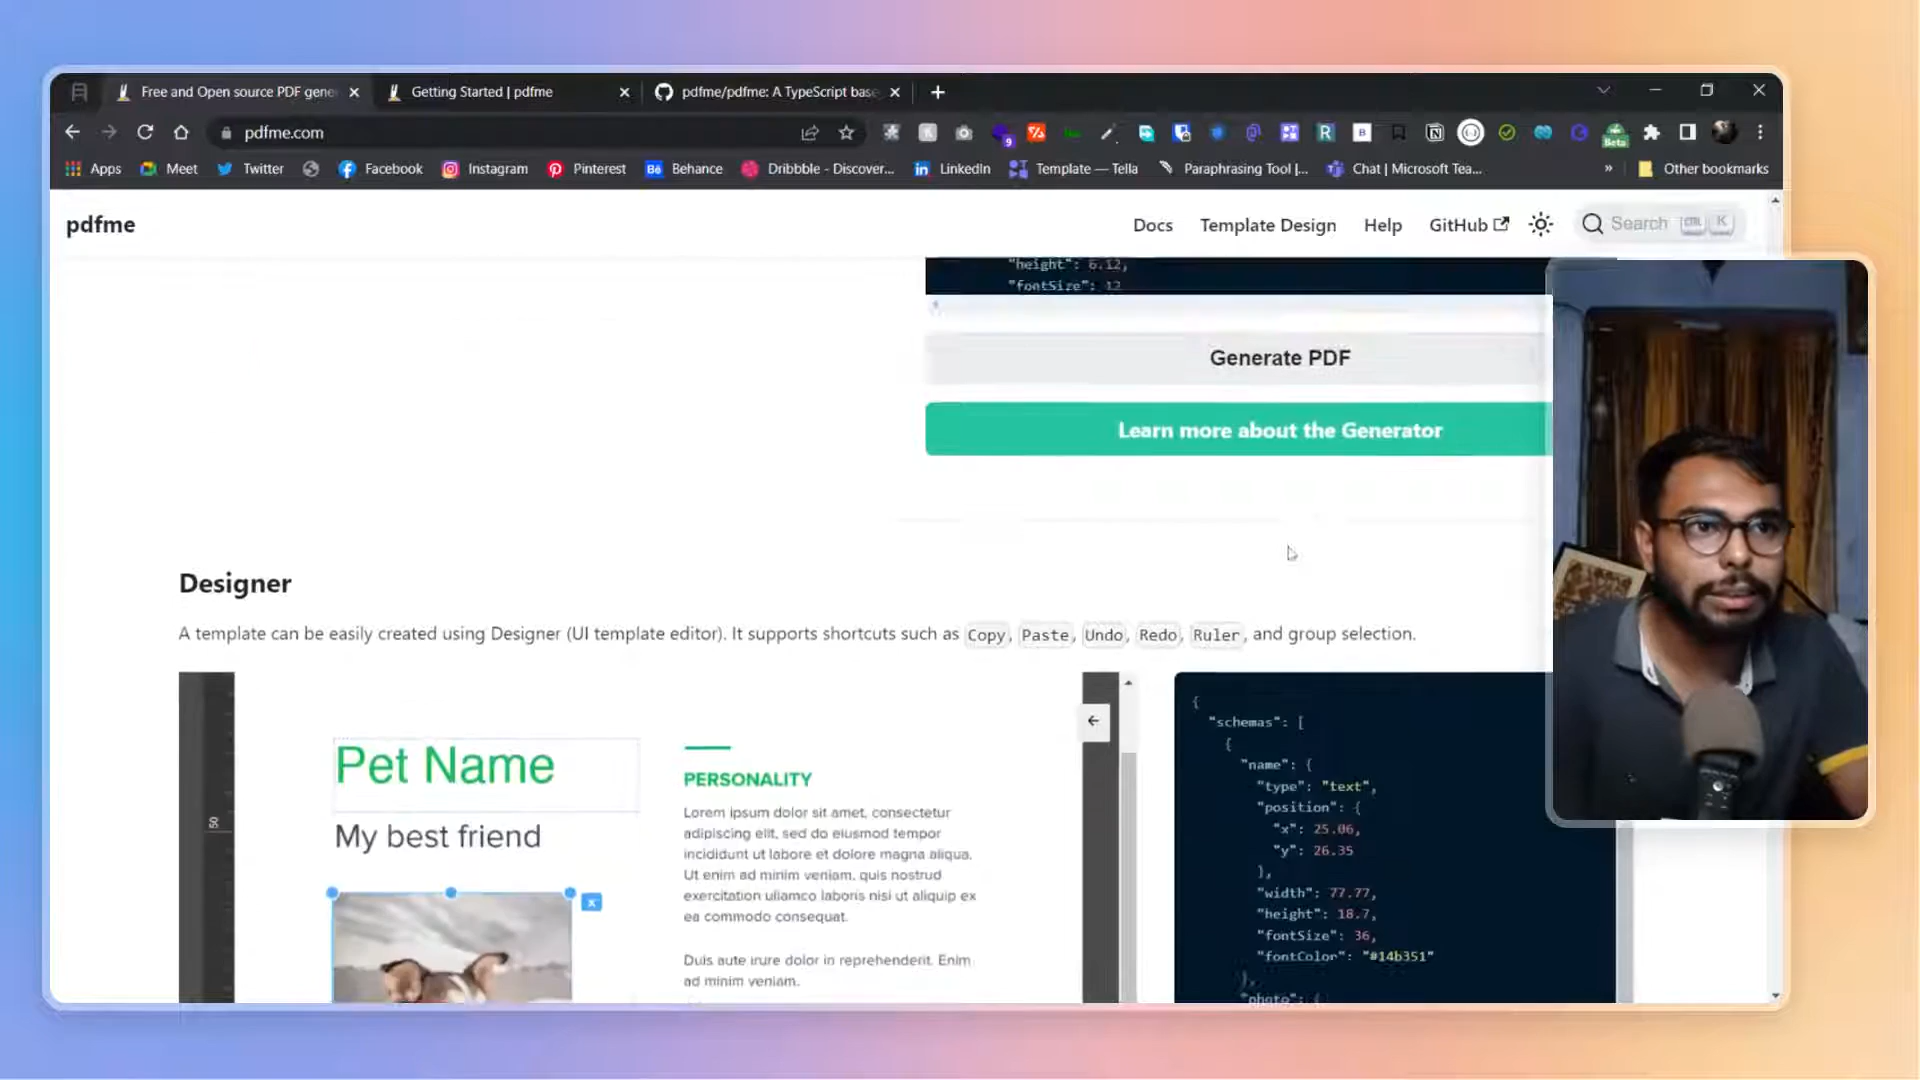 Free and Open source PDF gene
Getting Started | pdfme
pdfme/pdfme: A TypeScript base
pdfme.com
9
R
B
Beta
Apps
Meet
Twitter
Facebook
Instagram
Pinterest
Behance
Dribbble - Discover...
LinkedIn
Template — Tella
Paraphrasing Tool |...
Chat | Microsoft Tea...
»
Other bookmarks
pdfme
Docs
Template Design
Help
GitHub
Search
CTRL
K
"height": 6.12,
"fontSize": 12
Generate PDF
Learn more about the Generator
Designer
A template can be easily created using Designer (UI template editor). It supports shortcuts such as Copy, Paste, Undo, Redo, Ruler, and group selection.
50
Pet Name
My best friend
x
PERSONALITY
Lorem ipsum dolor sit amet, consectetur
adipiscing elit, sed do eiusmod tempor
incididunt ut labore et dolore magna aliqua.
Ut enim ad minim veniam, quis nostrud
exercitation ullamco laboris nisi ut aliquip ex
ea commodo consequat.
Duis aute irure dolor in reprehenderit. Enim
ad minim veniam.
{
"schemas": [
{
"name": {
"type": "text",
"position": {
"x": 25.06,
"y": 26.35
},
"width": 77.77,
"height": 18.7,
"fontSize": 36,
"fontColor": "#14b351"
},
"photo": {